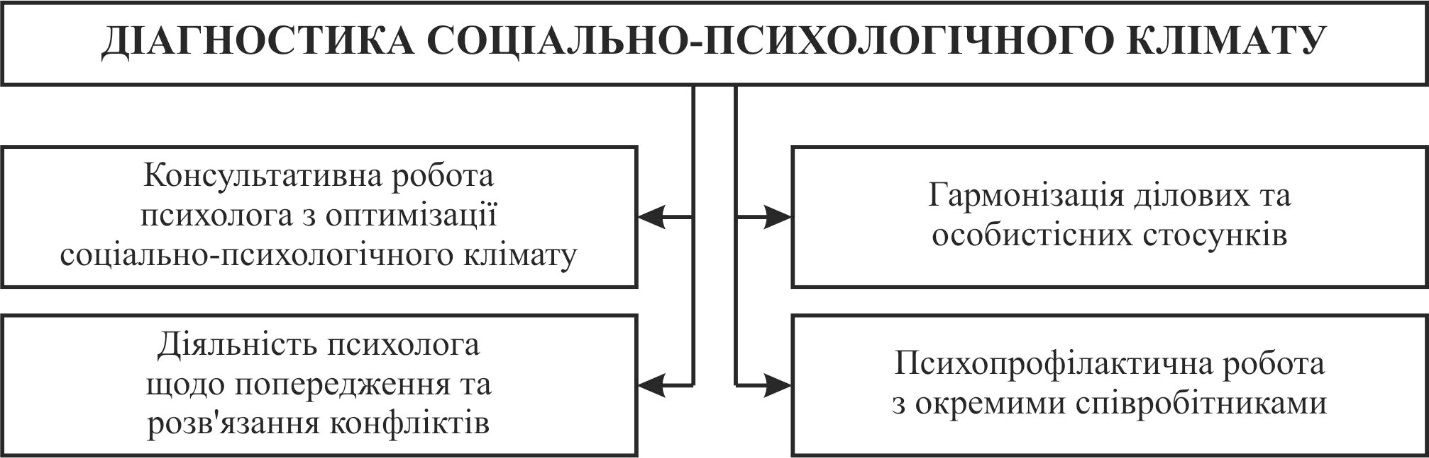 ДІАГНОСТИКА СОЦІАЛЬНО-ПСИХОЛОГІЧНОГО КЛІМАТУ
Консультативна робота
психолога з оптимізації
соціально-психологічного клімату
Гармонізація ділових та
особистісних стосунків
Діяльність психолога
щодо попередження та
розв'язання конфліктів
Психопрофілактична робота
з окремими співробітниками